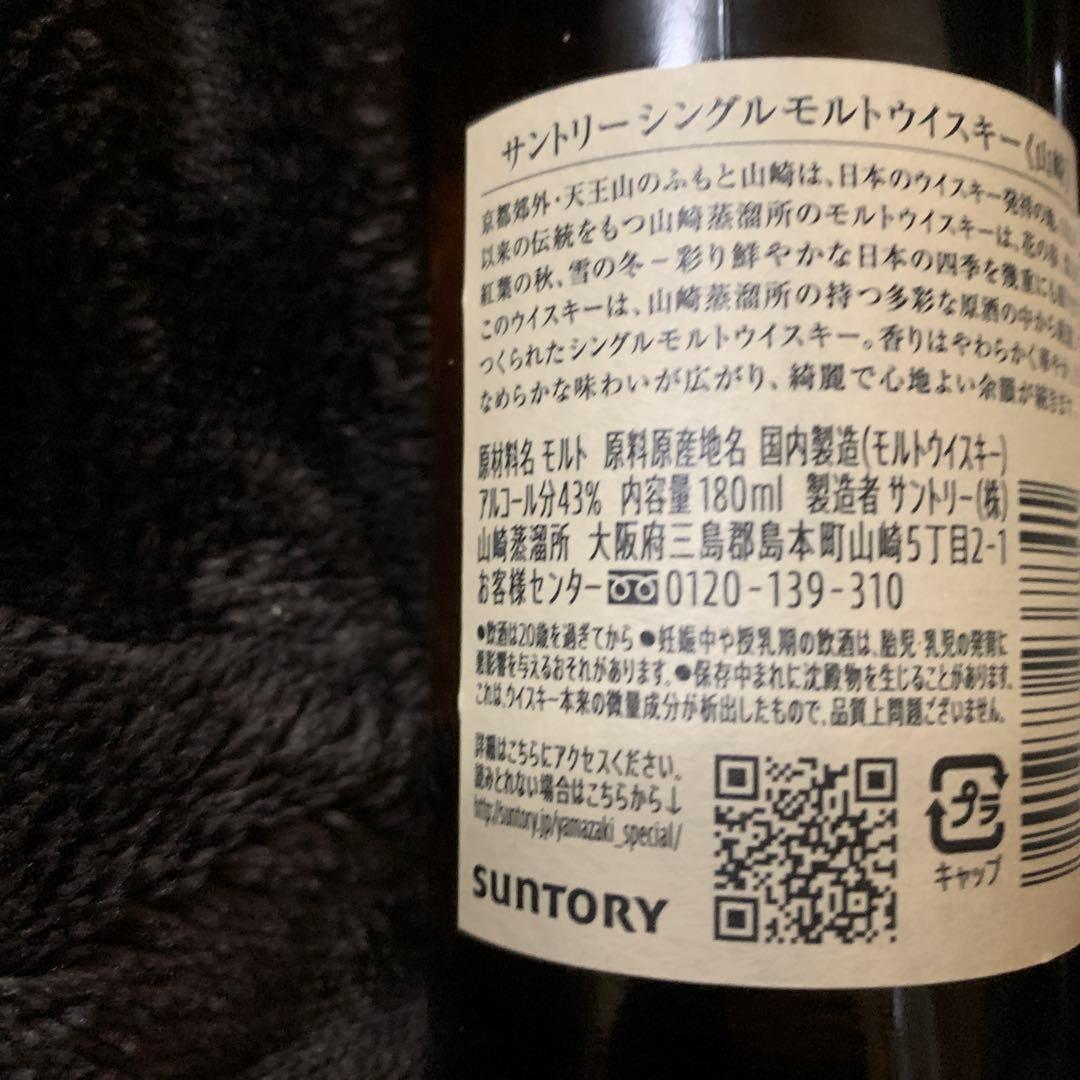 サントリーシングルモルトウイスキー〈山崎〉
京都郊外・天王山のふもと山崎は、日本のウイスキー発祥の地。
以来の伝統をもつ山崎蒸溜所のモルトウイスキーは、花の春、
紅葉の秋、雪の冬－彩り鮮やかな日本の四季を幾重にも
このウイスキーは、山崎蒸溜所の持つ多彩な原酒の中から
つくられたシングルモルトウイスキー。香りはやわらかく華やか
なめらかな味わいが広がり、綺麗で心地よい余韻が続きます
原材料名 モルト 原料原産地名 国内製造(モルトウイスキー)
アルコール分43% 内容量180ml 製造者 サントリー(株)
山崎蒸溜所 大阪府三島郡島本町山崎5丁目2-1
お客様センター 0120-139-310
●飲酒は20歳を過ぎてから ●妊娠中や授乳期の飲酒は、胎児・乳児の発育に
悪影響を与えるおそれがあります。●保存中まれに沈殿物を生じることがあります。
これは、ウイスキー本来の微量成分が析出したもので、品質上問題ございません。
詳細はこちらにアクセスください。
読みとれない場合はこちらから↓
http://suntory.jp/yamazaki_special/
プラ
キャップ
SUNTORY